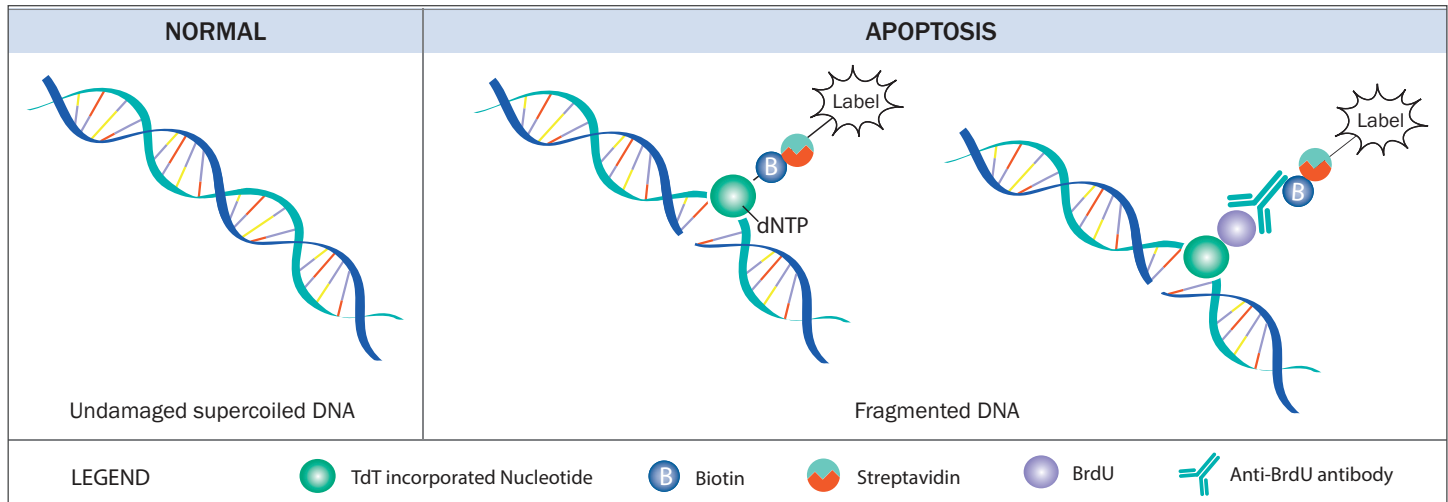 NORMAL
APOPTOSIS
Label
B
dNTP
Label
B
Undamaged supercoiled DNA
Fragmented DNA
LEGEND
TdT incorporated Nucleotide
B
Biotin
Streptavidin
BrdU
Anti-BrdU antibody